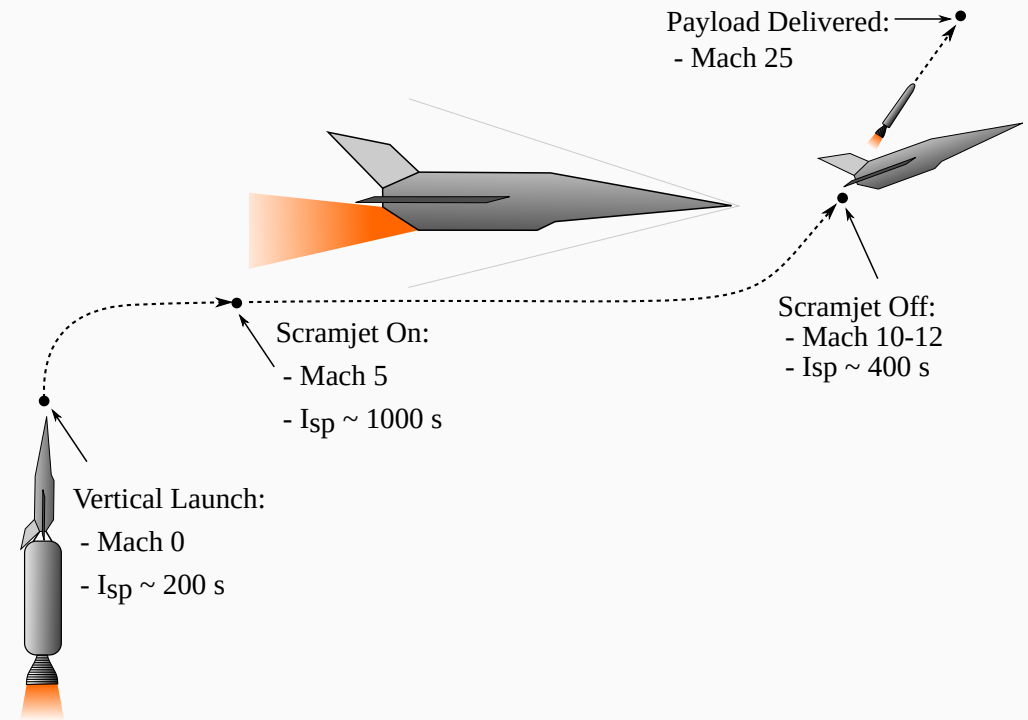 Payload Delivered:
- Mach 25
Scramjet On:
- Mach 5
- Isp ~ 1000 s
Scramjet Off:
- Mach 10-12
- Isp ~ 400 s
Vertical Launch:
- Mach 0
- Isp ~ 200 s